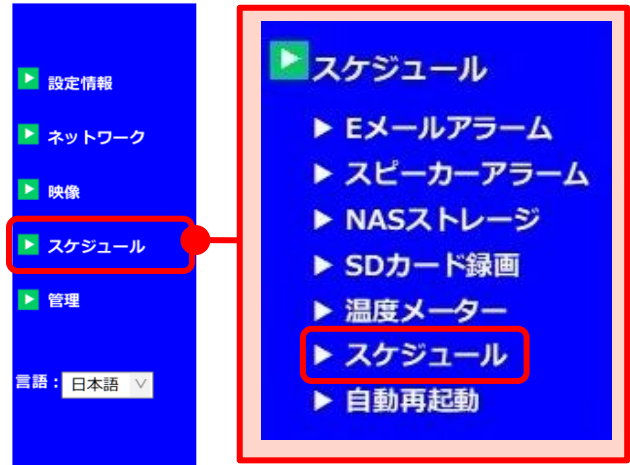 設定情報
ネットワーク
映像
スケジュール
管理
言語：日本語
スケジュール
Eメールアラーム
スピーカーアラーム
NASストレージ
SDカード録画
温度メーター
スケジュール
自動再起動